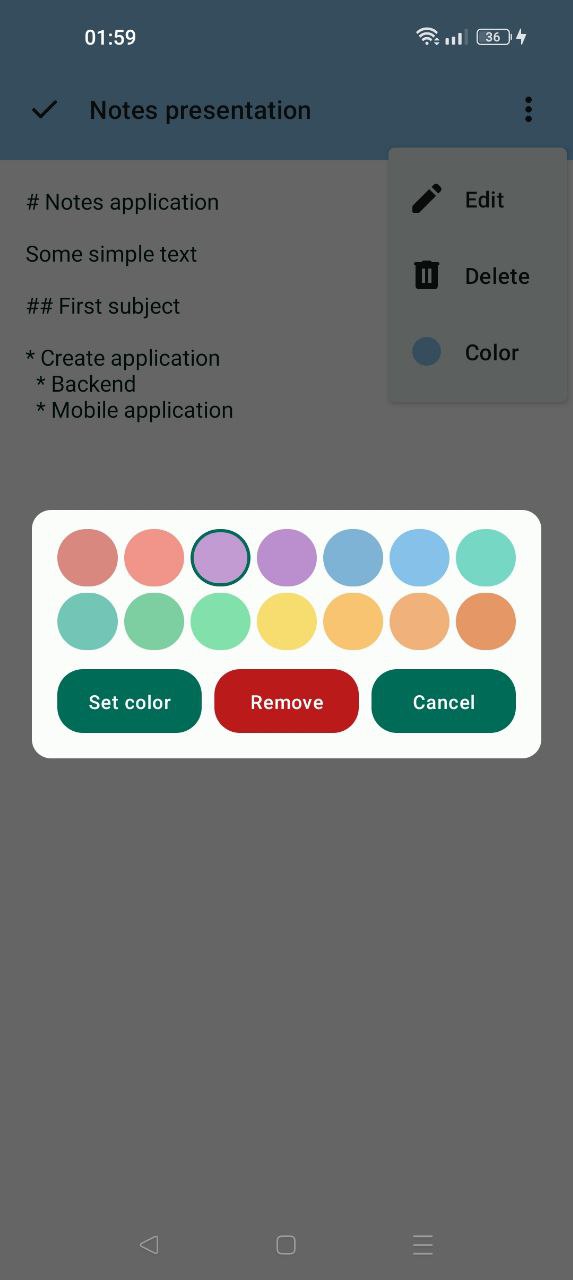 01:59
36
Notes presentation
# Notes application
Some simple text
## First subject
* Create application
* Backend
* Mobile application
Edit
Delete
Color
Set color
Remove
Cancel